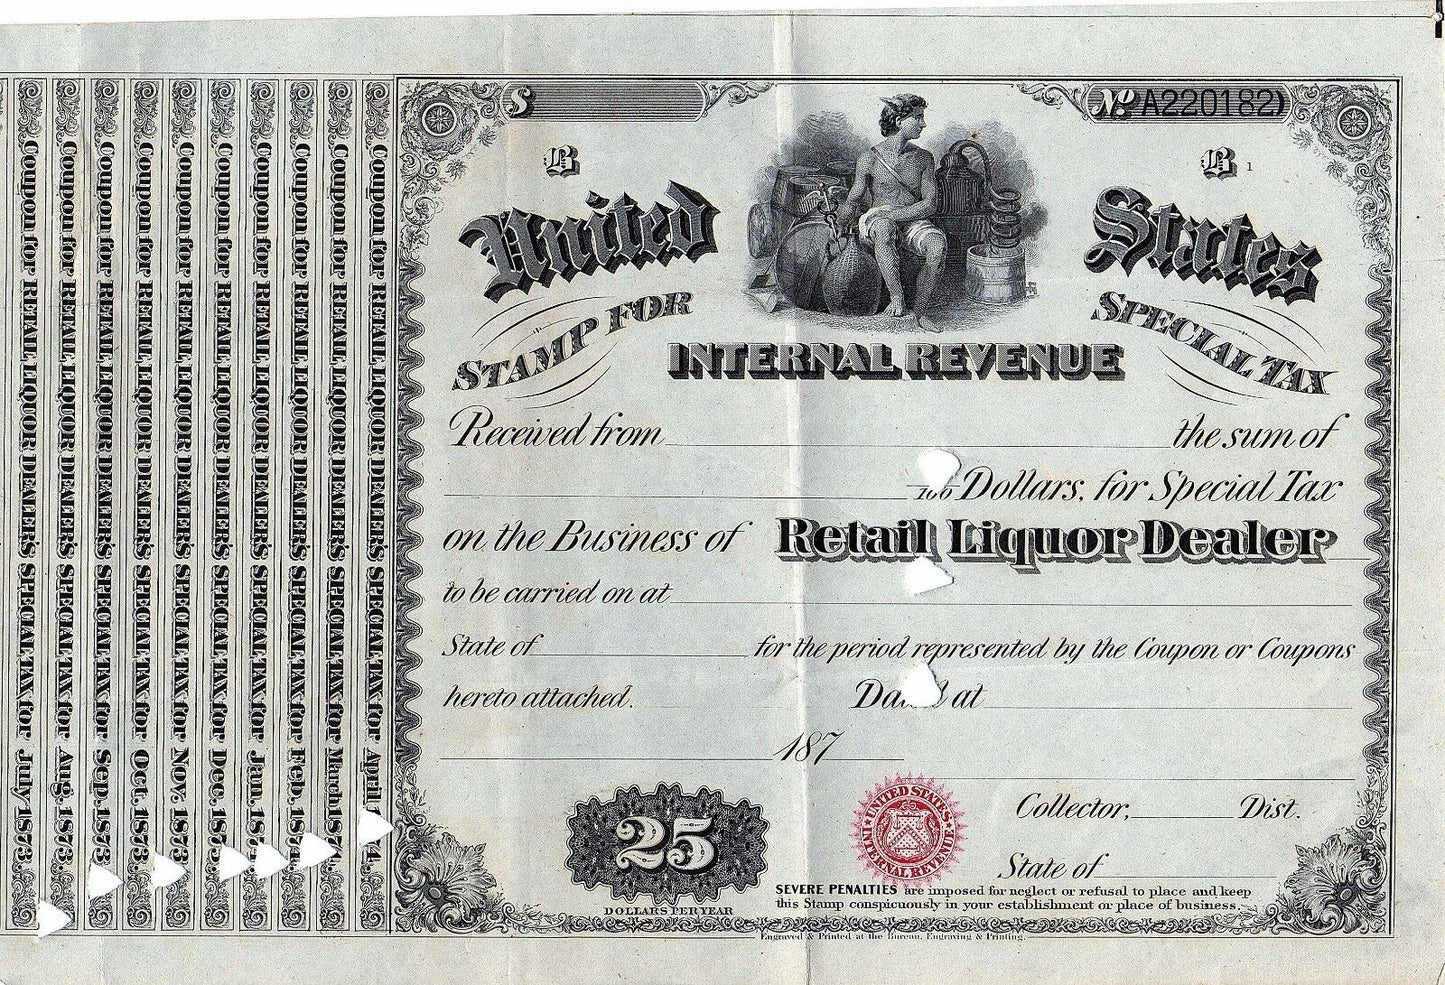 Coupon for RETAIL LIQUOR DEALER'S SPECIAL TAX for July 1873.
Coupon for RETAIL LIQUOR DEALER'S SPECIAL TAX for Aug. 1873.
Coupon for RETAIL LIQUOR DEALER'S SPECIAL TAX for Sep. 1873
Coupon for RETAIL LIQUOR DEALER'S SPECIAL TAX for Oct. 1873.
Coupon for RETAIL LIQUOR DEALER'S SPECIAL TAX for Nov. 1873
Coupon for RETAIL LIQUOR DEALER'S SPECIAL TAX for Dec. 1873
Coupon for RETAIL LIQUOR DEALER'S SPECIAL TAX for Jan. 187
Coupon for RETAIL LIQUOR DEALER'S SPECIAL TAX for Feb. 1874
Coupon for RETAIL LIQUOR DEALER'S SPECIAL TAX for March 1874
Coupon for RETAIL LIQUOR DEALER'S SPECIAL TAX for April
$
No. A220182
B
B 1
United States
STAMP FOR SPECIAL TAX
INTERNAL REVENUE
Received from the sum of
100 Dollars, for Special Tax
on the Business of Retail Liquor Dealer
to be carried on at
State of for the period represented by the Coupon or Coupons
hereto attached. Dated at
187
Collector, Dist.
State of
25
DOLLARS PER YEAR
UNITED STATES
INTERNAL REVENUE
SEVERE PENALTIES are imposed for neglect or refusal to place and keep
this Stamp conspicuously in your establishment or place of business.
Engraved & Printed at the Bureau, Engraving & Printing.